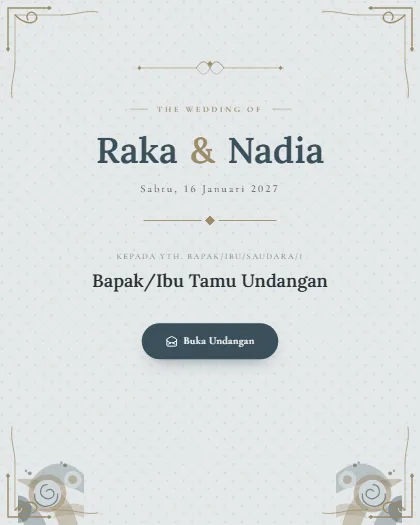 THE WEDDING OF
Raka & Nadia
Sabtu, 16 Januari 2027
KEPADA YTH. BAPAK/IBU/SAUDARA/I
Bapak/Ibu Tamu Undangan
Buka Undangan